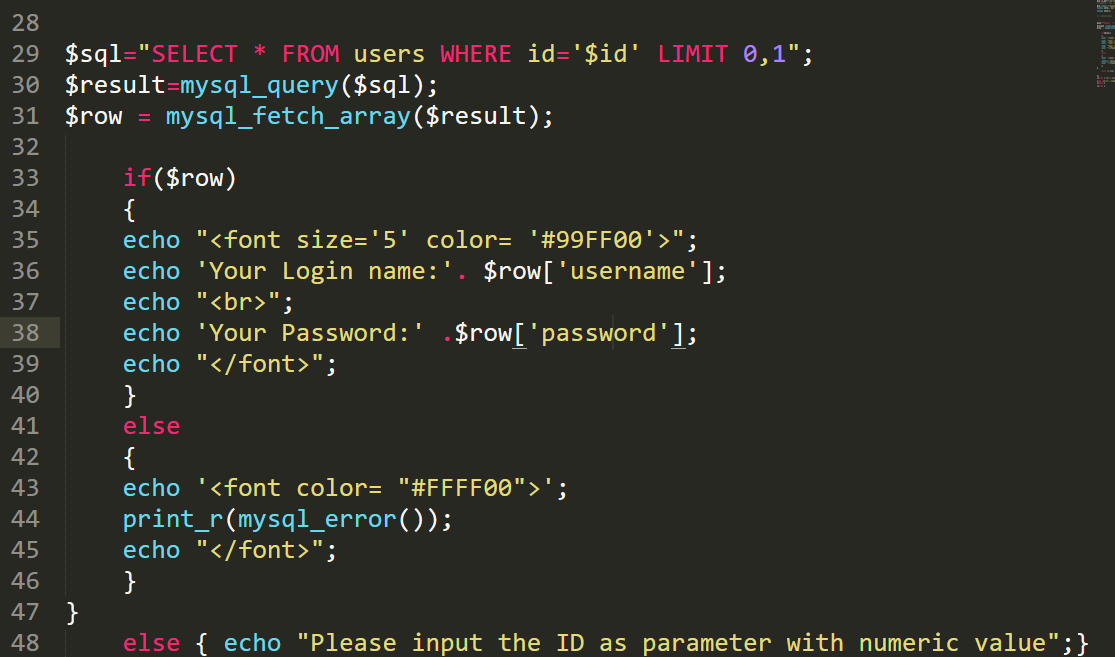 28
29 $sql="SELECT * FROM users WHERE id='$id' LIMIT 0,1";
30 $result=mysql_query($sql);
31 $row = mysql_fetch_array($result);
32
33 if($row)
34 {
35 echo "<font size='5' color= '#99FF00'>";
36 echo 'Your Login name:'. $row['username'];
37 echo "<br>";
38 echo 'Your Password:' .$row['password'];
39 echo "</font>";
40 }
41 else
42 {
43 echo '<font color= "#FFFF00">';
44 print_r(mysql_error());
45 echo "</font>";
46 }
47 }
48 else { echo "Please input the ID as parameter with numeric value";}